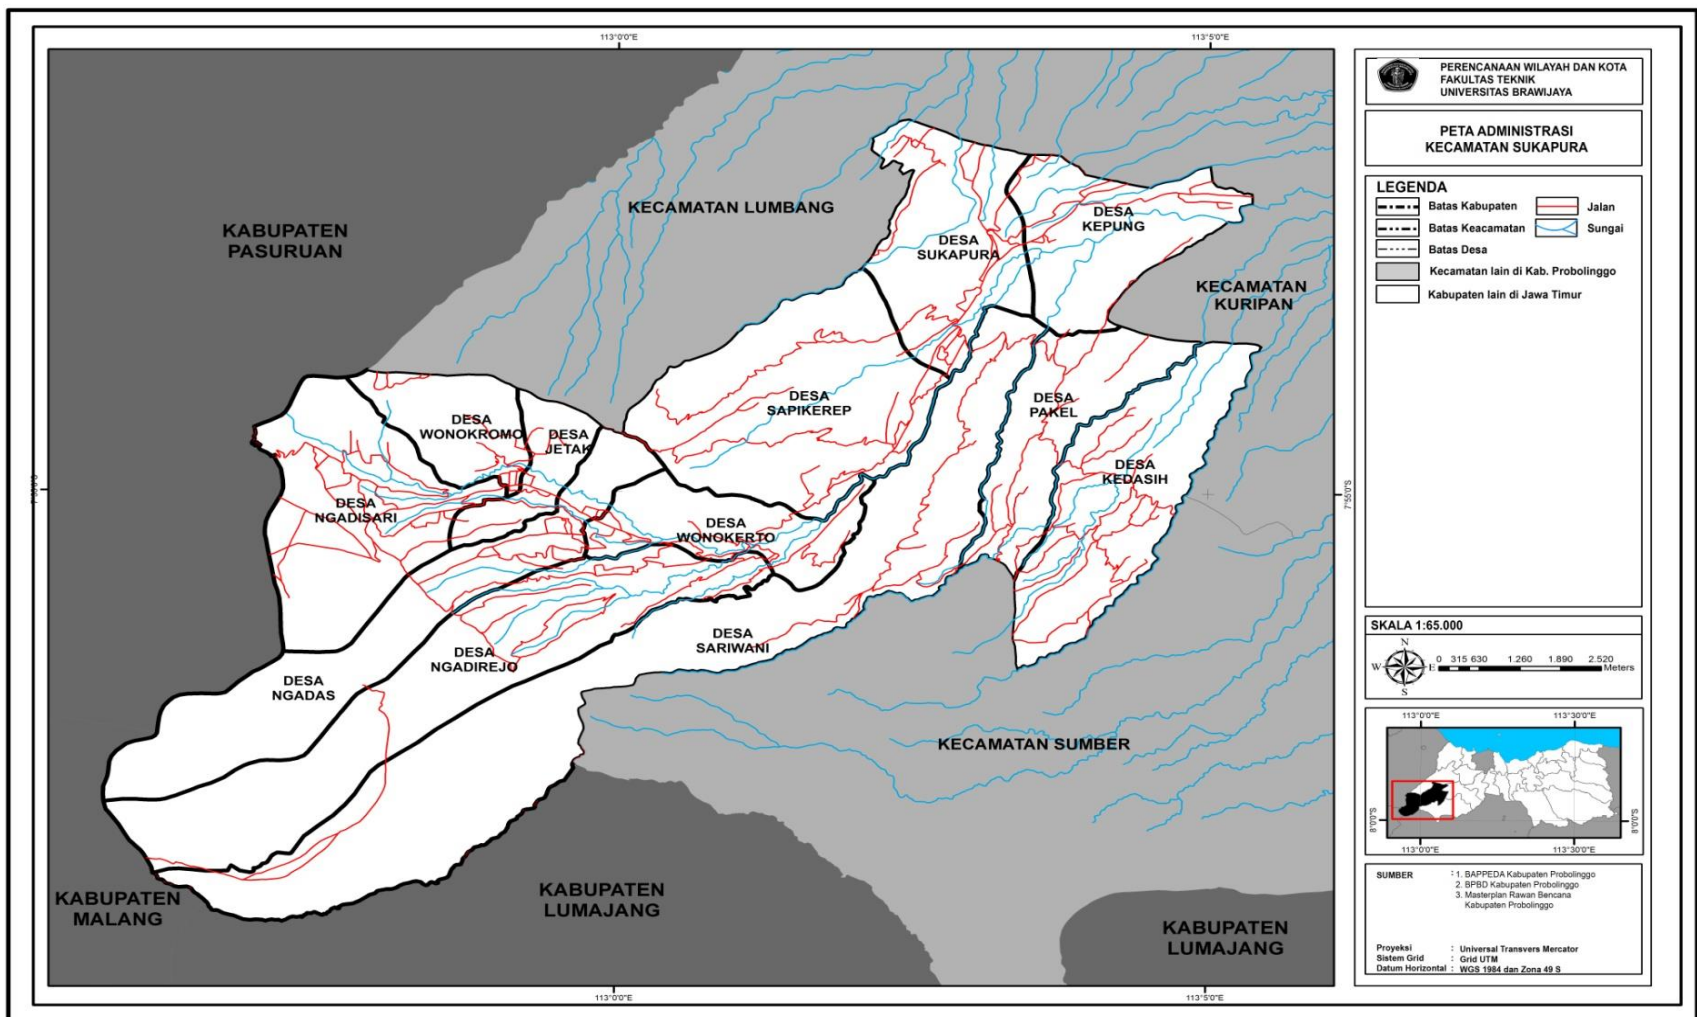 113°0'0"E
113°5'0"E
KABUPATEN
PASURUAN
KECAMATAN LUMBANG
DESA
SUKAPURA
DESA
KEPUNG
KECAMATAN
KURIPAN
DESA
WONOKROMO
DESA
JETAK
DESA
SAPIKEREP
DESA
PAKEL
DESA
KEDASIH
DESA
NGADISARI
DESA
WONOKERTO
7°55'0"S
DESA
NGADIREJO
DESA
SARIWANI
DESA
NGADAS
KECAMATAN SUMBER
KABUPATEN
MALANG
KABUPATEN
LUMAJANG
KABUPATEN
LUMAJANG
113°0'0"E
113°5'0"E
PERENCANAAN WILAYAH DAN KOTA
FAKULTAS TEKNIK
UNIVERSITAS BRAWIJAYA
PETA ADMINISTRASI
KECAMATAN SUKAPURA
LEGENDA
Batas Kabupaten
Jalan
Batas Keacamatan
Sungai
Batas Desa
Kecamatan lain di Kab. Probolinggo
Kabupaten lain di Jawa Timur
SKALA 1:65.000
N
W E
S
0 315 630 1.260 1.890 2.520
Meters
113°0'0"E 113°30'0"E
8°0'0"S 8°0'0"S
113°0'0"E 113°30'0"E
SUMBER : 1. BAPPEDA Kabupaten Probolinggo
2. BPBD Kabupaten Probolinggo
3. Masterplan Rawan Bencana
Kabupaten Probolinggo
Proyeksi : Universal Transvers Mercator
Sistem Grid : Grid UTM
Datum Horizontal : WGS 1984 dan Zona 49 S